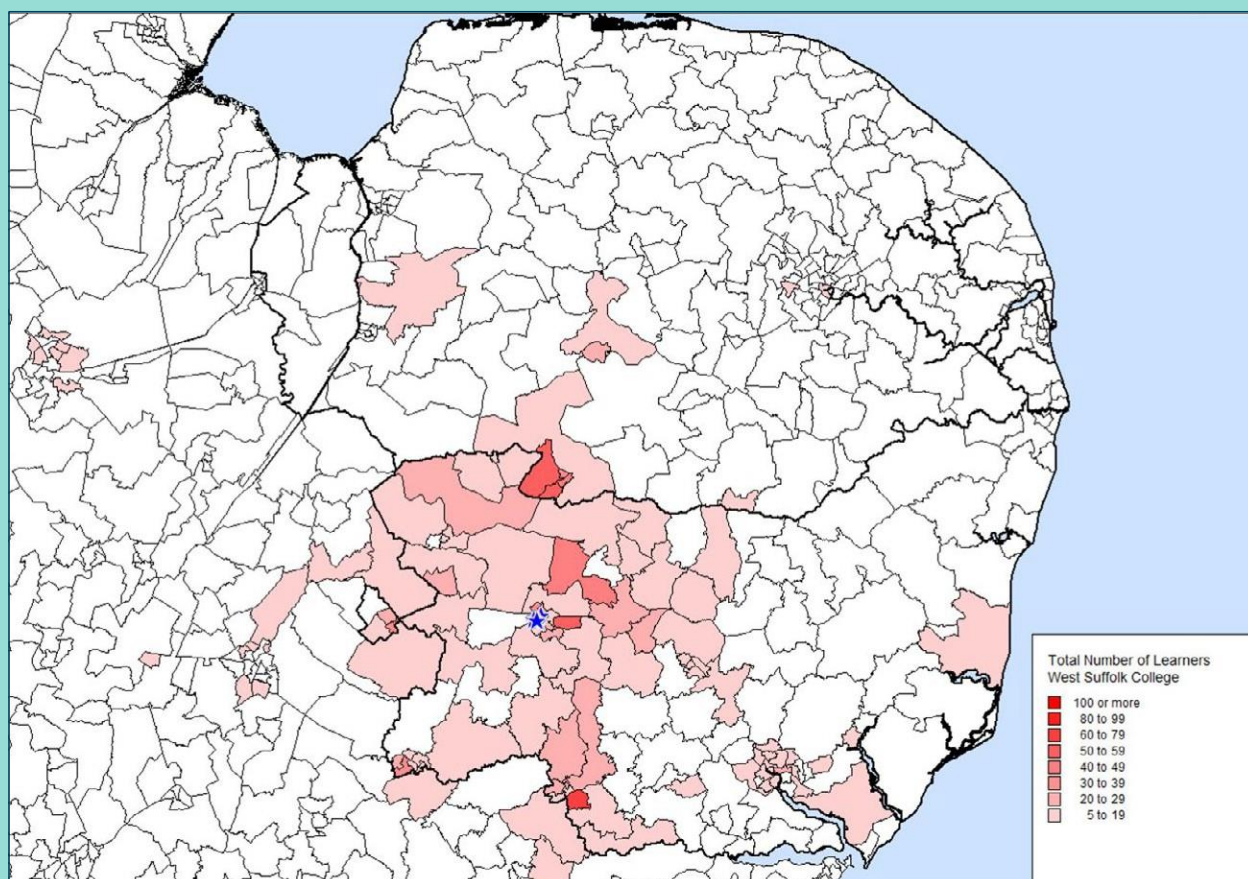 Total Number of Learners
West Suffolk College
100 or more
80 to 99
60 to 79
50 to 59
40 to 49
30 to 39
20 to 29
5 to 19